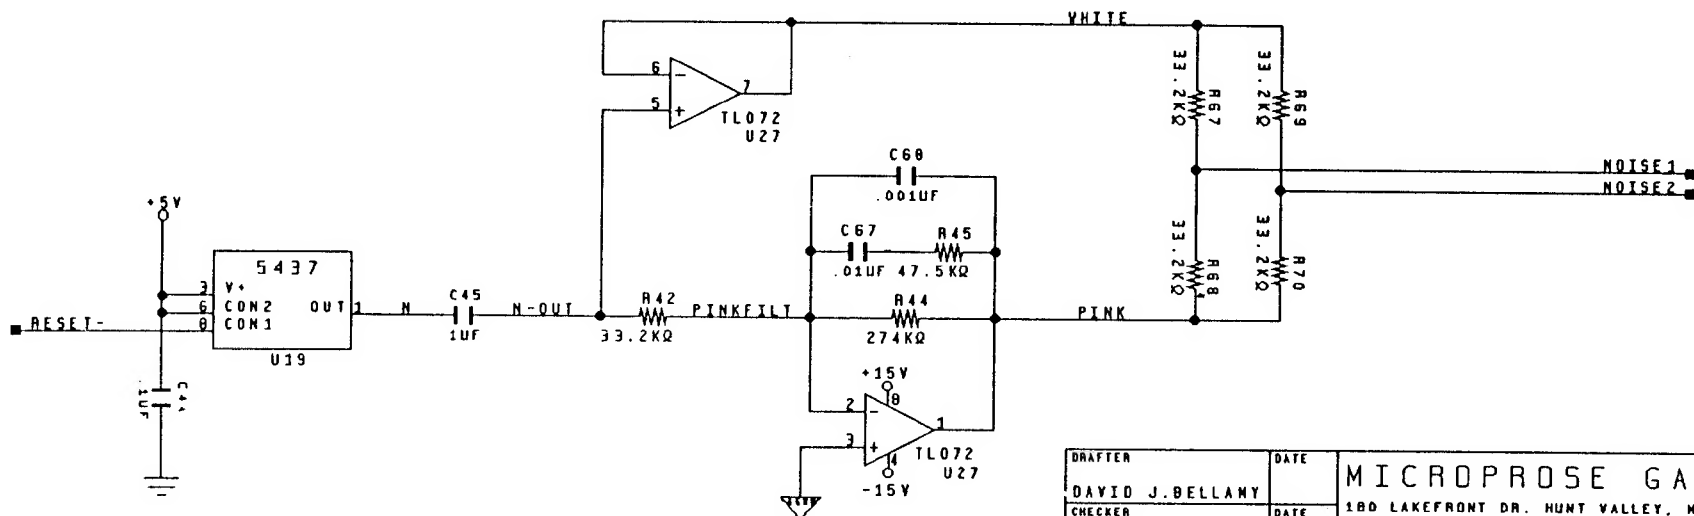 WHITE
6
5
7
TL072
U27
33.2KΩ
R67
33.2KΩ
R69
NOISE1
NOISE2
C60
.001UF
C67
R45
.01UF 47.5KΩ
+5V
S437
3 V+
6 CON2
8 CON1
OUT 1
U19
RESET-
N
C45
1UF
N-OUT
R42
33.2KΩ
PINKFILT
R44
274KΩ
PINK
33.2KΩ
R68
33.2KΩ
R70
C44
.1UF
+15V
8
2
3
1
TL072
U27
4
-15V
DRAFTER
DATE
DAVID J.BELLAMY
CHECKER
DATE
MICROPROSE GA
180 LAKEFRONT DR. HUNT VALLEY, M